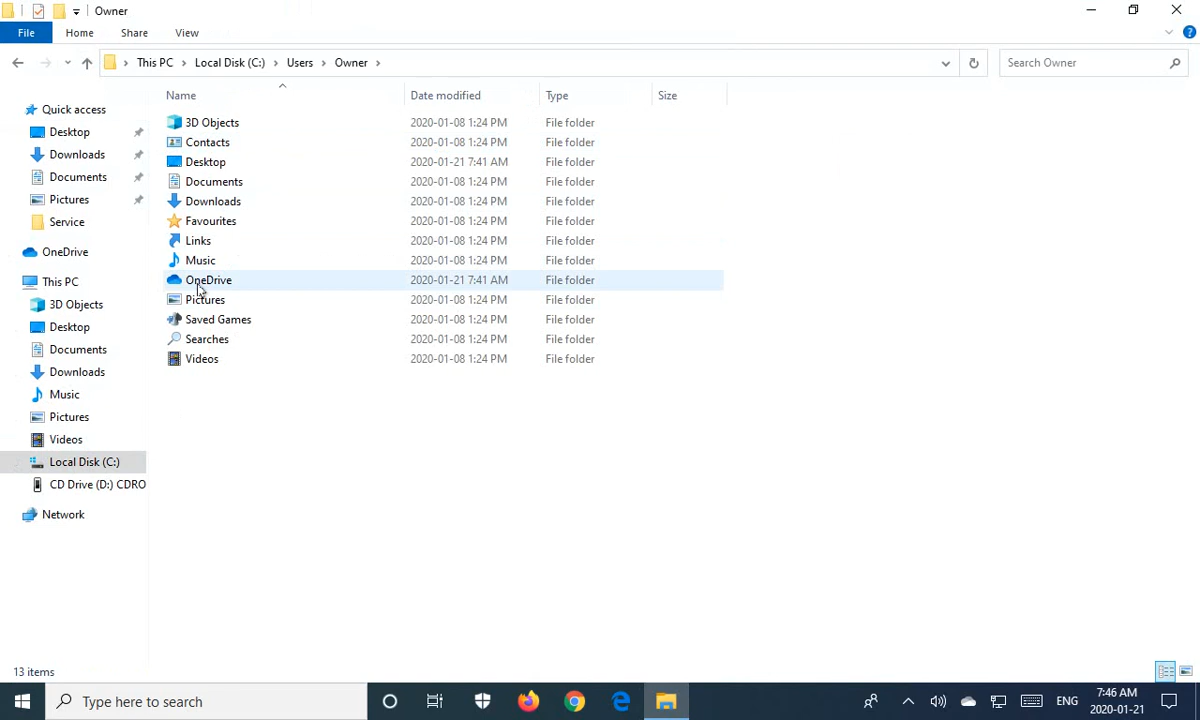 Owner
File Home Share View
This PC Local Disk (C:) Users Owner
Search Owner
Name Date modified Type Size
Quick access
Desktop
Downloads
Documents
Pictures
Service
OneDrive
This PC
3D Objects
Desktop
Documents
Downloads
Music
Pictures
Videos
Local Disk (C:)
CD Drive (D:) CDRO
Network
3D Objects 2020-01-08 1:24 PM File folder
Contacts 2020-01-08 1:24 PM File folder
Desktop 2020-01-21 7:41 AM File folder
Documents 2020-01-08 1:24 PM File folder
Downloads 2020-01-08 1:24 PM File folder
Favourites 2020-01-08 1:24 PM File folder
Links 2020-01-08 1:24 PM File folder
Music 2020-01-08 1:24 PM File folder
OneDrive 2020-01-21 7:41 AM File folder
Pictures 2020-01-08 1:24 PM File folder
Saved Games 2020-01-08 1:24 PM File folder
Searches 2020-01-08 1:24 PM File folder
Videos 2020-01-08 1:24 PM File folder
13 items
Type here to search
ENG
7:46 AM
2020-01-21